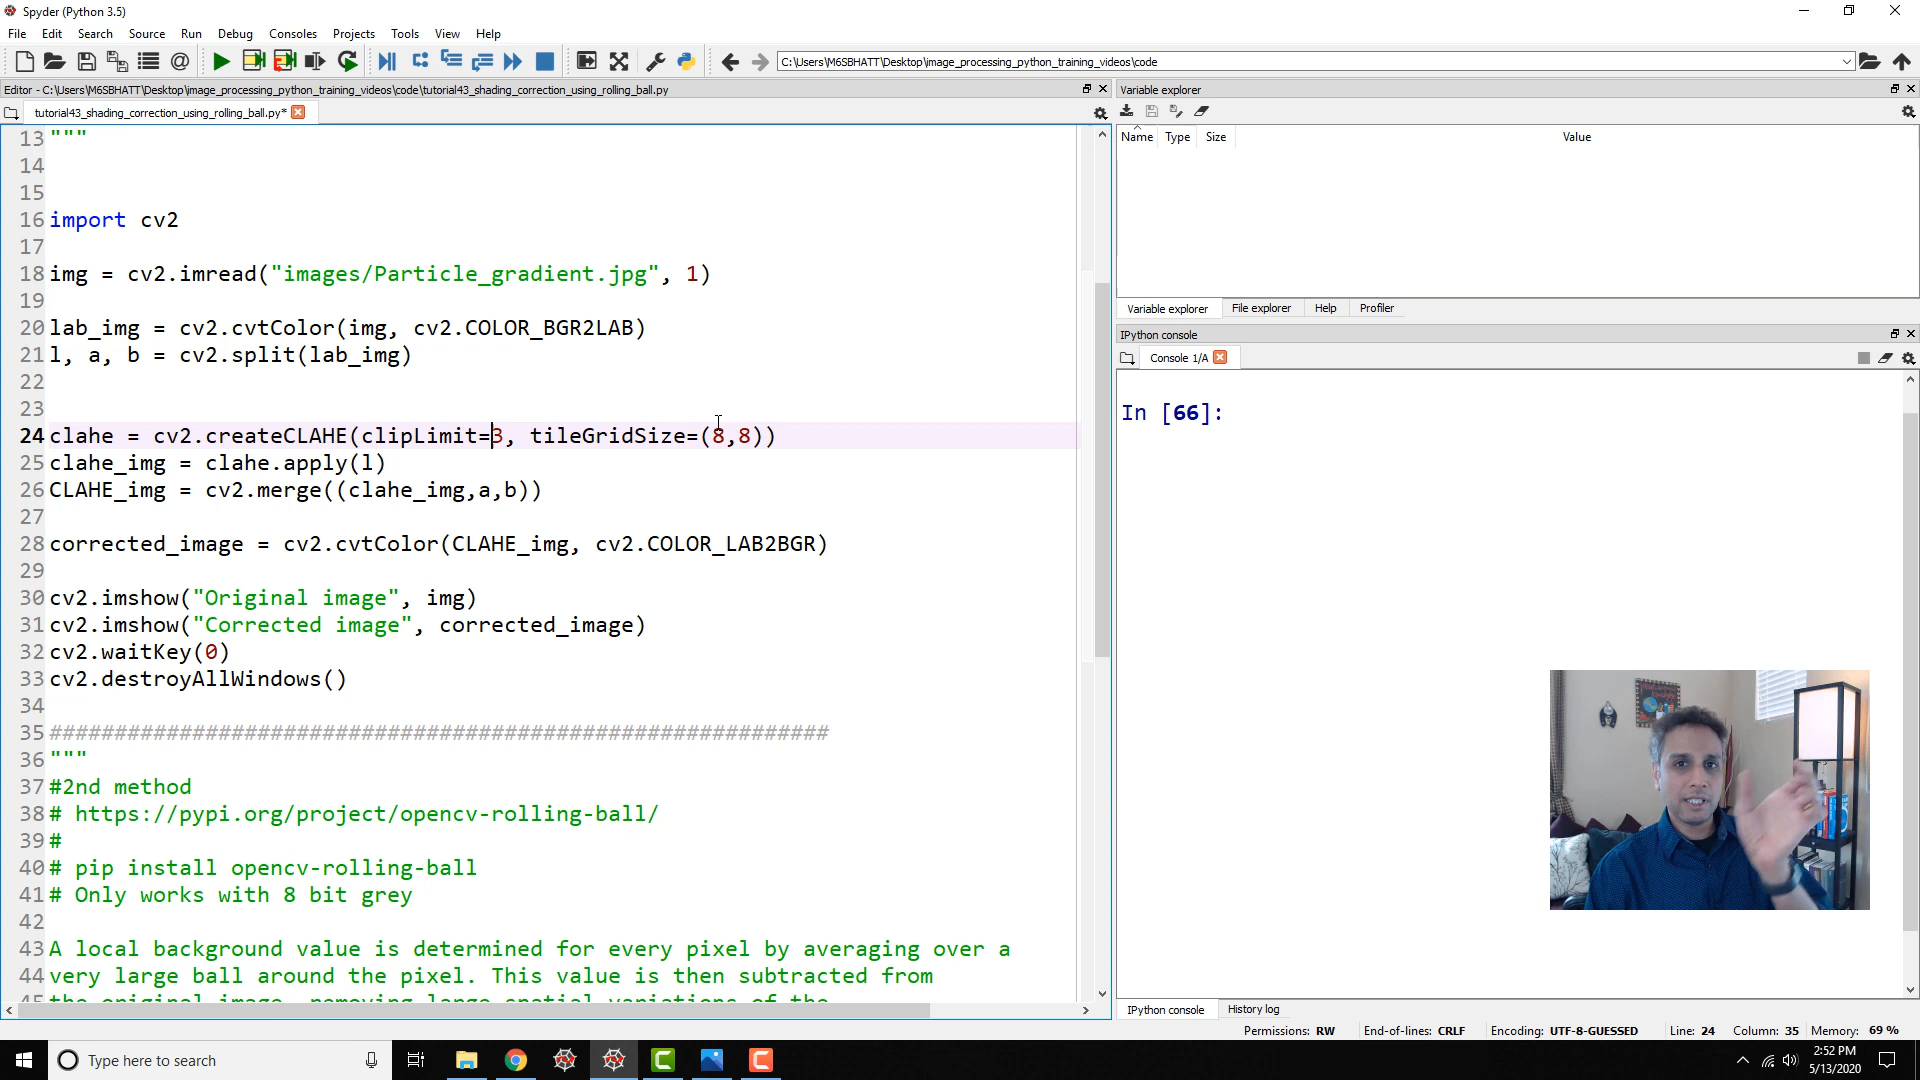 Spyder (Python 3.5)
File Edit Search Source Run Debug Consoles Projects Tools View Help
C:\Users\M6SBHATT\Desktop\image_processing_python_training_videos\code
Editor - C:\Users\M6SBHATT\Desktop\image_processing_python_training_videos\code\tutorial43_shading_correction_using_rolling_ball.py
tutorial43_shading_correction_using_rolling_ball.py*
13 """
14
15
16 import cv2
17
18 img = cv2.imread("images/Particle_gradient.jpg", 1)
19
20 lab_img = cv2.cvtColor(img, cv2.COLOR_BGR2LAB)
21 l, a, b = cv2.split(lab_img)
22
23
24 clahe = cv2.createCLAHE(clipLimit=3, tileGridSize=(8,8))
25 clahe_img = clahe.apply(l)
26 CLAHE_img = cv2.merge((clahe_img,a,b))
27
28 corrected_image = cv2.cvtColor(CLAHE_img, cv2.COLOR_LAB2BGR)
29
30 cv2.imshow("Original image", img)
31 cv2.imshow("Corrected image", corrected_image)
32 cv2.waitKey(0)
33 cv2.destroyAllWindows()
34
35 ############################################################
36 """
37 #2nd method
38 # https://pypi.org/project/opencv-rolling-ball/
39 #
40 # pip install opencv-rolling-ball
41 # Only works with 8 bit grey
42
43 A local background value is determined for every pixel by averaging over a
44 very large ball around the pixel. This value is then subtracted from
45 the original image, removing large spatial variations of the
Variable explorer
Name Type Size Value
Variable explorer File explorer Help Profiler
IPython console
Console 1/A
In [66]:
IPython console History log
Permissions: RW End-of-lines: CRLF Encoding: UTF-8-GUESSED Line: 24 Column: 35 Memory: 69 %
Type here to search
2:52 PM
5/13/2020